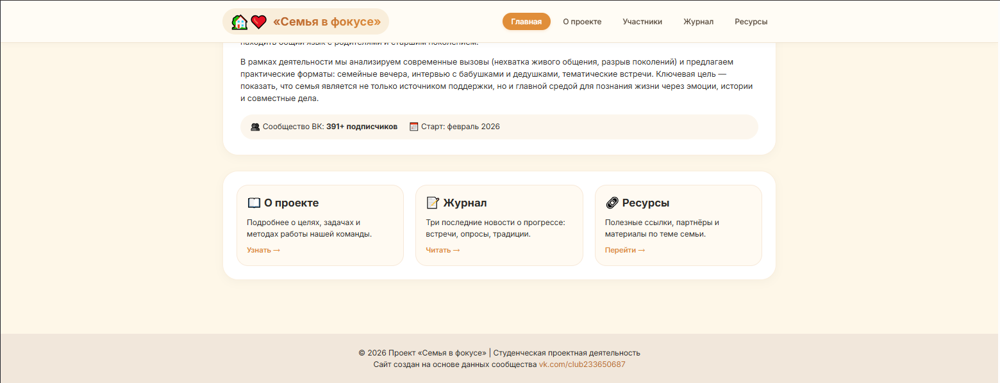 «Семья в фокусе»
Главная О проекте Участники Журнал Ресурсы
находить общий язык с родителями и старшим поколением.
В рамках деятельности мы анализируем современные вызовы (нехватка живого общения, разрыв поколений) и предлагаем
практические форматы: семейные вечера, интервью с бабушками и дедушками, тематические встречи. Ключевая цель —
показать, что семья является не только источником поддержки, но и главной средой для познания жизни через эмоции, истории
и совместные дела.
Сообщество ВК: 391+ подписчиков Старт: февраль 2026
О проекте
Подробнее о целях, задачах и
методах работы нашей команды.
Узнать →
Журнал
Три последние новости о прогрессе:
встречи, опросы, традиции.
Читать →
Ресурсы
Полезные ссылки, партнёры и
материалы по теме семьи.
Перейти →
© 2026 Проект «Семья в фокусе» | Студенческая проектная деятельность
Сайт создан на основе данных сообщества vk.com/club233650687